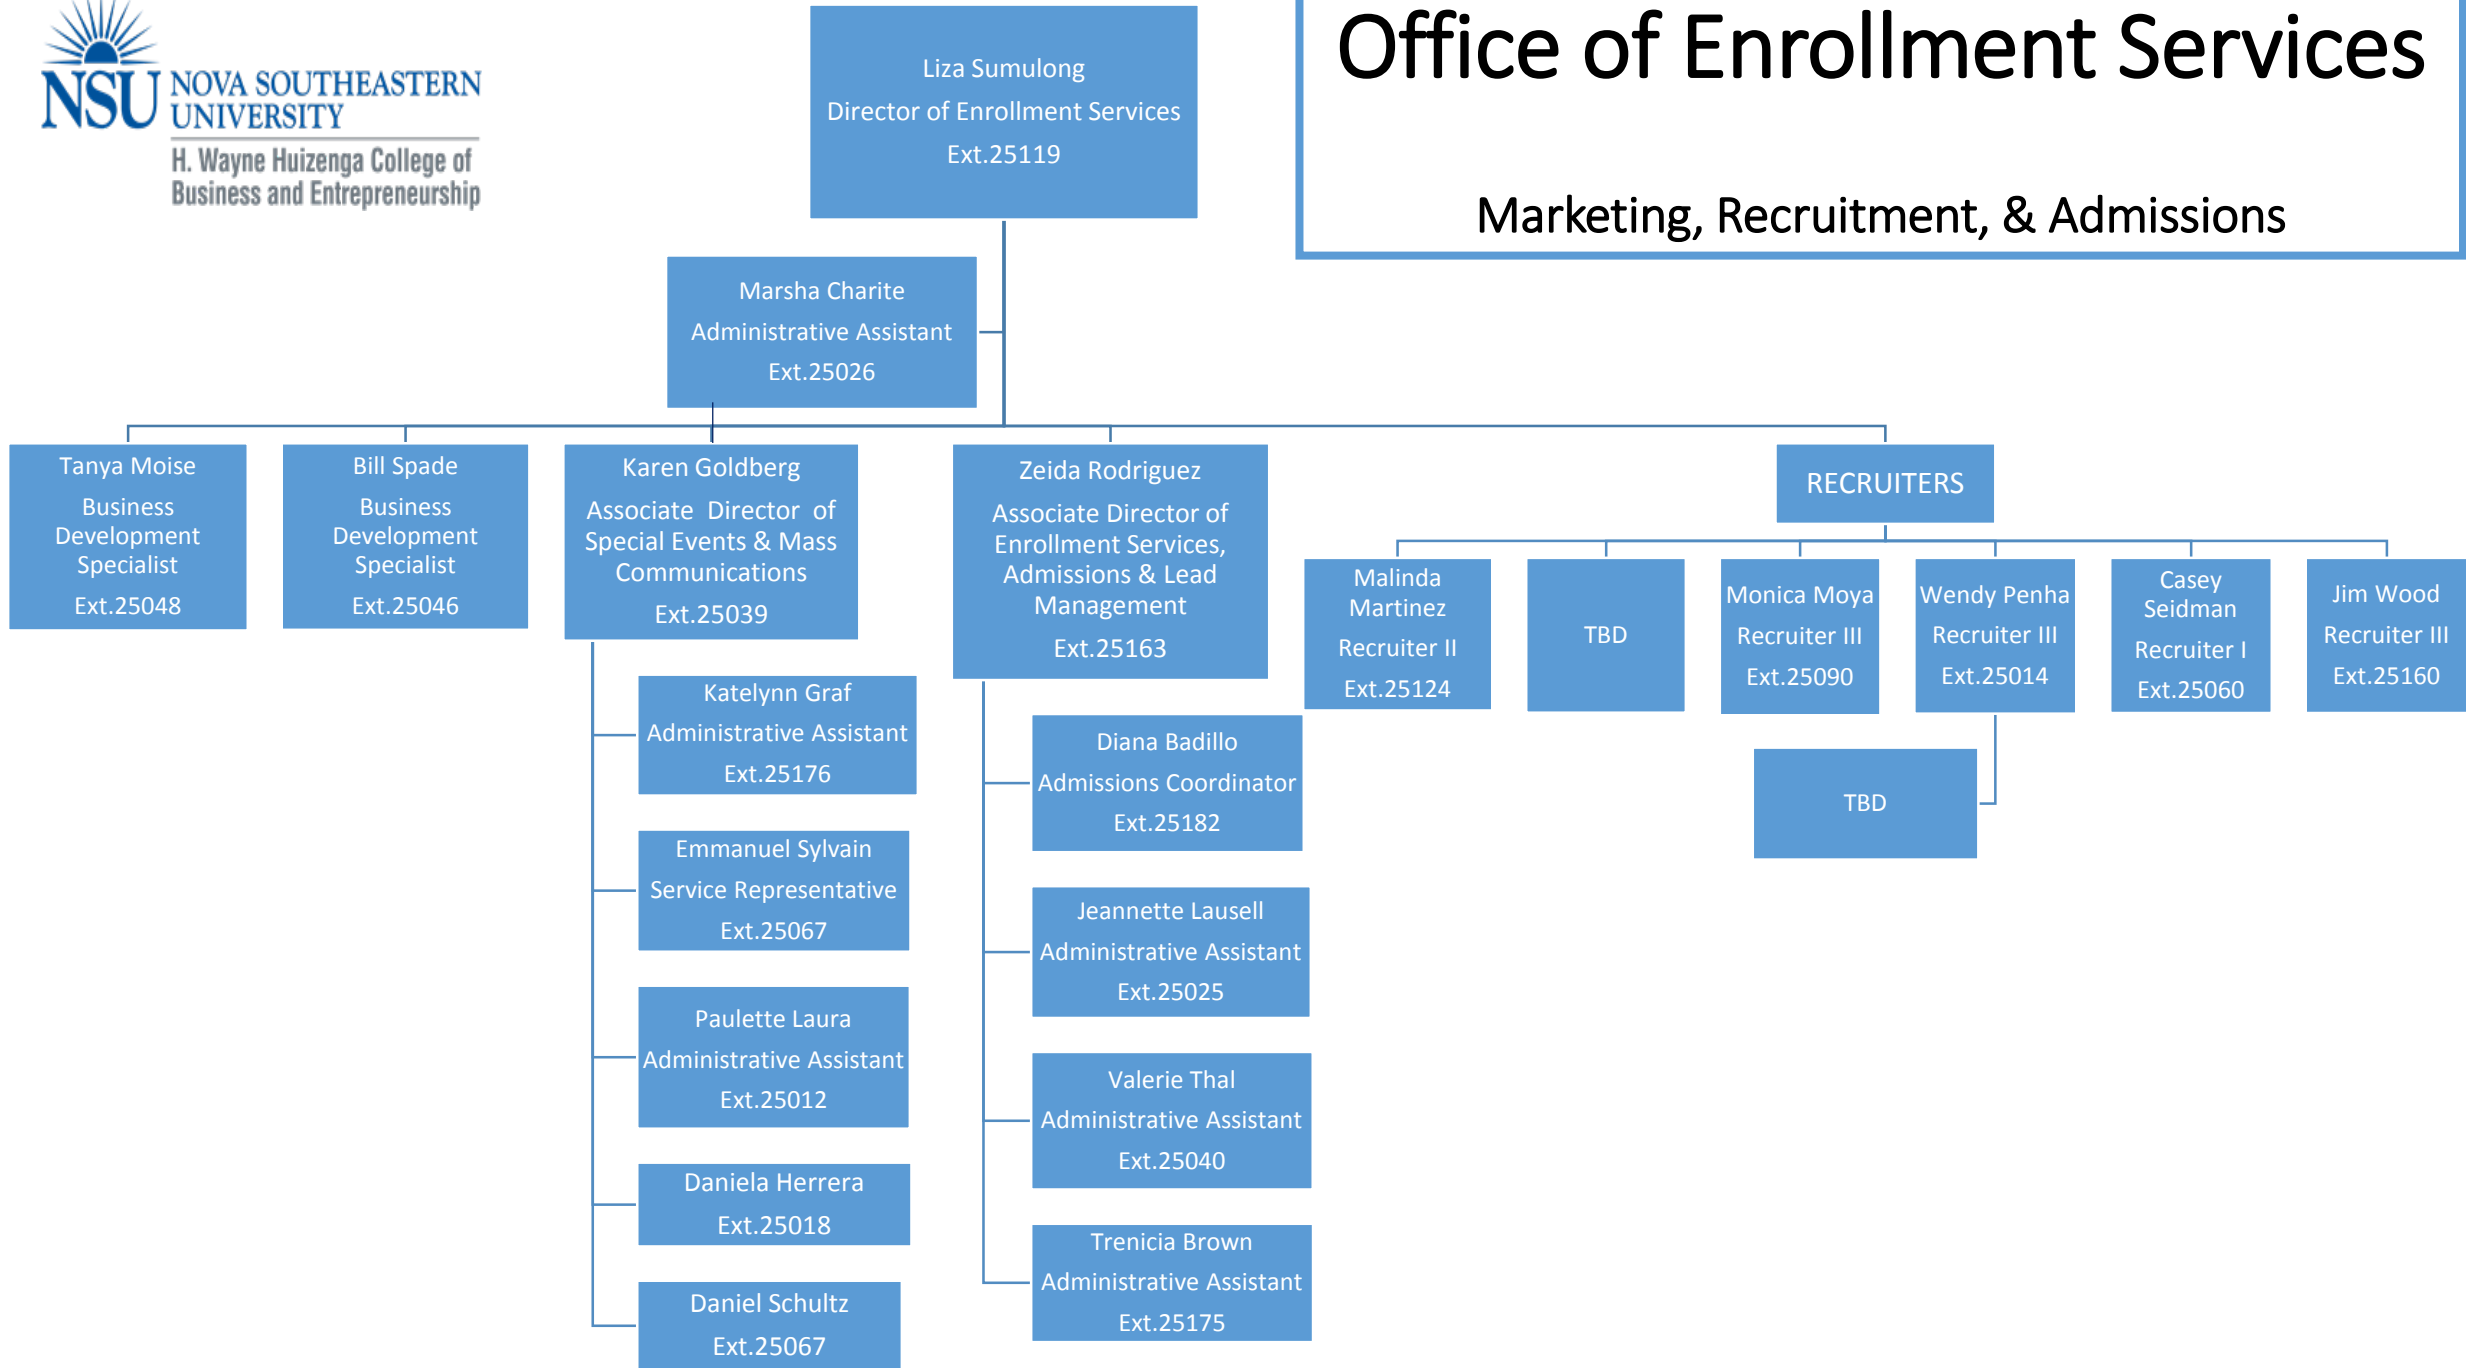 NSU NOVA SOUTHEASTERN
UNIVERSITY
H. Wayne Huizenga College of
Business and Entrepreneurship
Liza Sumulong
Director of Enrollment Services
Ext.25119
Office of Enrollment Services
Marketing, Recruitment, & Admissions
Marsha Charite
Administrative Assistant
Ext.25026
Tanya Moise
Business
Development
Specialist
Ext.25048
Bill Spade
Business
Development
Specialist
Ext.25046
Karen Goldberg
Associate Director of
Special Events & Mass
Communications
Ext.25039
Zeida Rodriguez
Associate Director of
Enrollment Services,
Admissions & Lead
Management
Ext.25163
RECRUITERS
Malinda
Martinez
Recruiter II
Ext.25124
TBD
Monica Moya
Recruiter III
Ext.25090
Wendy Penha
Recruiter III
Ext.25014
Casey
Seidman
Recruiter I
Ext.25060
Jim Wood
Recruiter III
Ext.25160
TBD
Katelynn Graf
Administrative Assistant
Ext.25176
Emmanuel Sylvain
Service Representative
Ext.25067
Paulette Laura
Administrative Assistant
Ext.25012
Daniela Herrera
Ext.25018
Daniel Schultz
Ext.25067
Diana Badillo
Admissions Coordinator
Ext.25182
Jeannette Lausell
Administrative Assistant
Ext.25025
Valerie Thal
Administrative Assistant
Ext.25040
Trenicia Brown
Administrative Assistant
Ext.25175